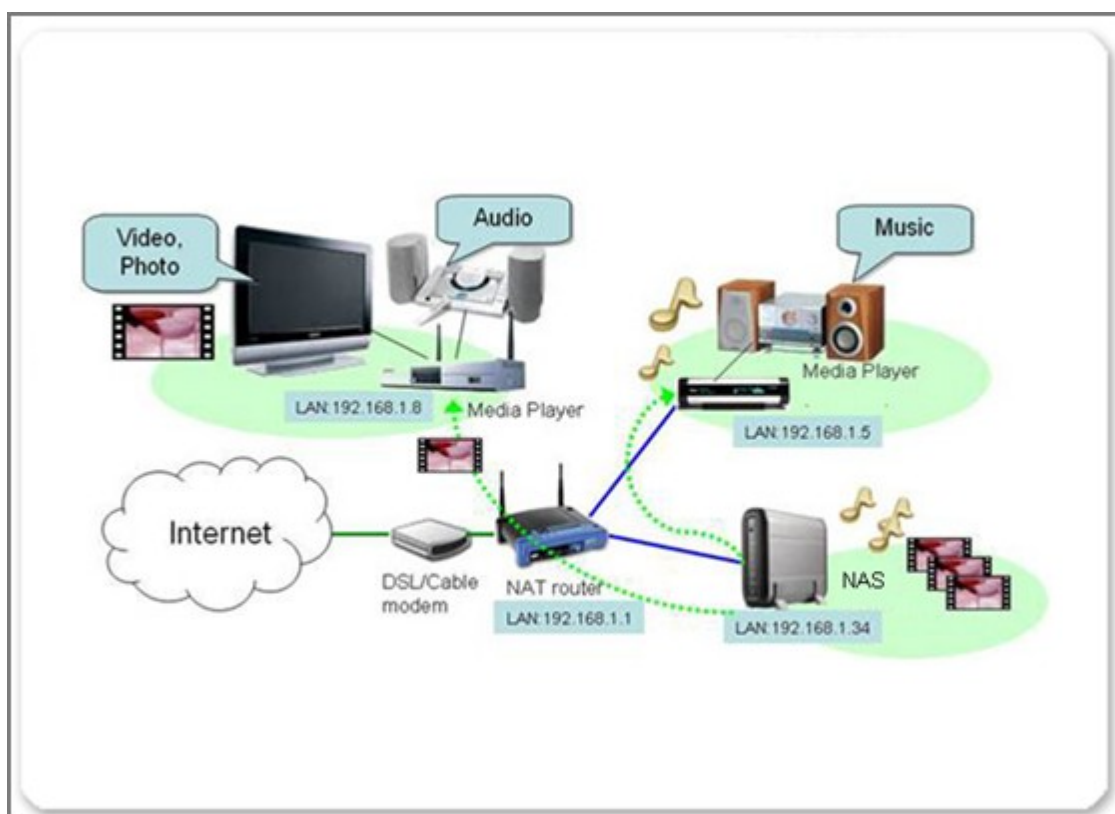 Video,
Photo
Audio
Music
LAN:192.168.1.8
Media Player
Media Player
LAN:192.168.1.5
Internet
DSL/Cable
modem
NAT router
LAN:192.168.1.1
NAS
LAN:192.168.1.34